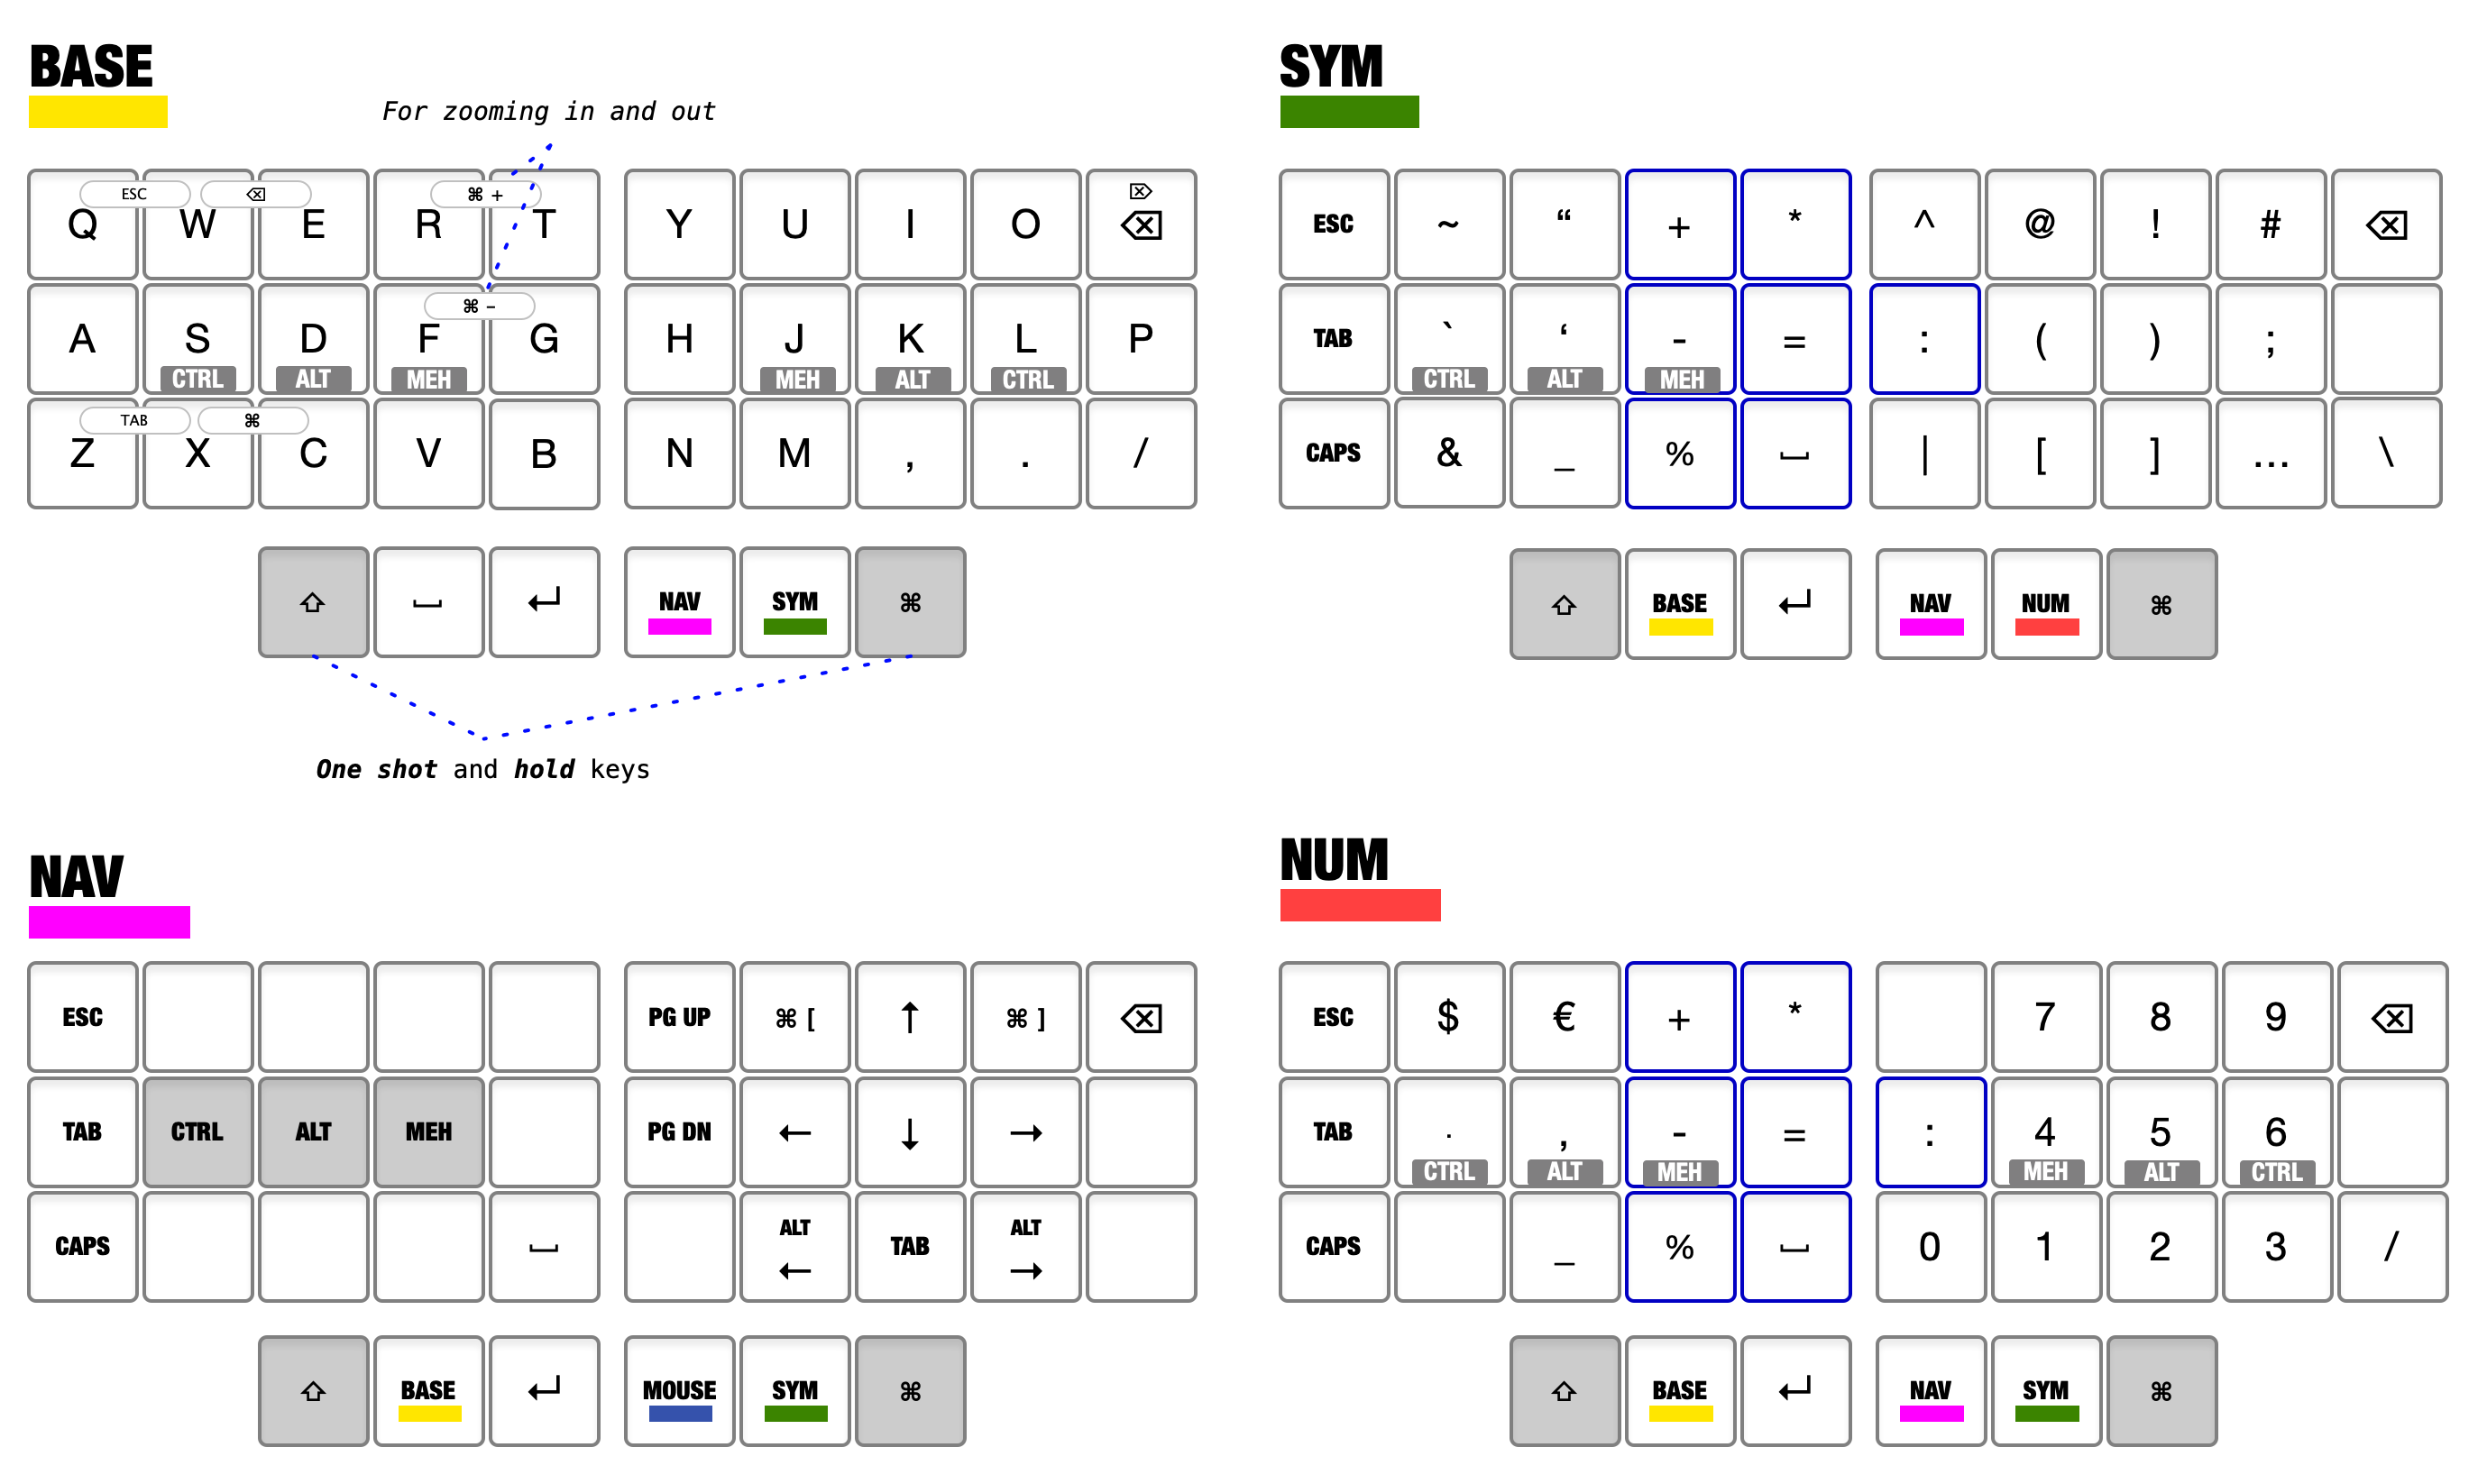 BASE
For zooming in and out
ESC ⌫ ⌘ + ⌦
Q W E R T Y U I O ⌫
⌘ -
A S D F G H J K L P
CTRL ALT MEH MEH ALT CTRL
TAB ⌘
Z X C V B N M , . /
⇧ ⎵ ↵ NAV SYM ⌘
One shot and hold keys
SYM
ESC ~ “ + * ^ @ ! # ⌫
TAB ` ‘ - = : ( ) ;
CTRL ALT MEH
CAPS & _ % ⎵ | [ ] ... \
⇧ BASE ↵ NAV NUM ⌘
NAV
ESC PG UP ⌘ [ ↑ ⌘ ] ⌫
TAB CTRL ALT MEH PG DN ← ↓ →
ALT ALT
CAPS ⎵ ← TAB →
⇧ BASE ↵ MOUSE SYM ⌘
NUM
ESC $ € + * 7 8 9 ⌫
TAB . , - = : 4 5 6
CTRL ALT MEH MEH ALT CTRL
CAPS _ % ⎵ 0 1 2 3 /
⇧ BASE ↵ NAV SYM ⌘